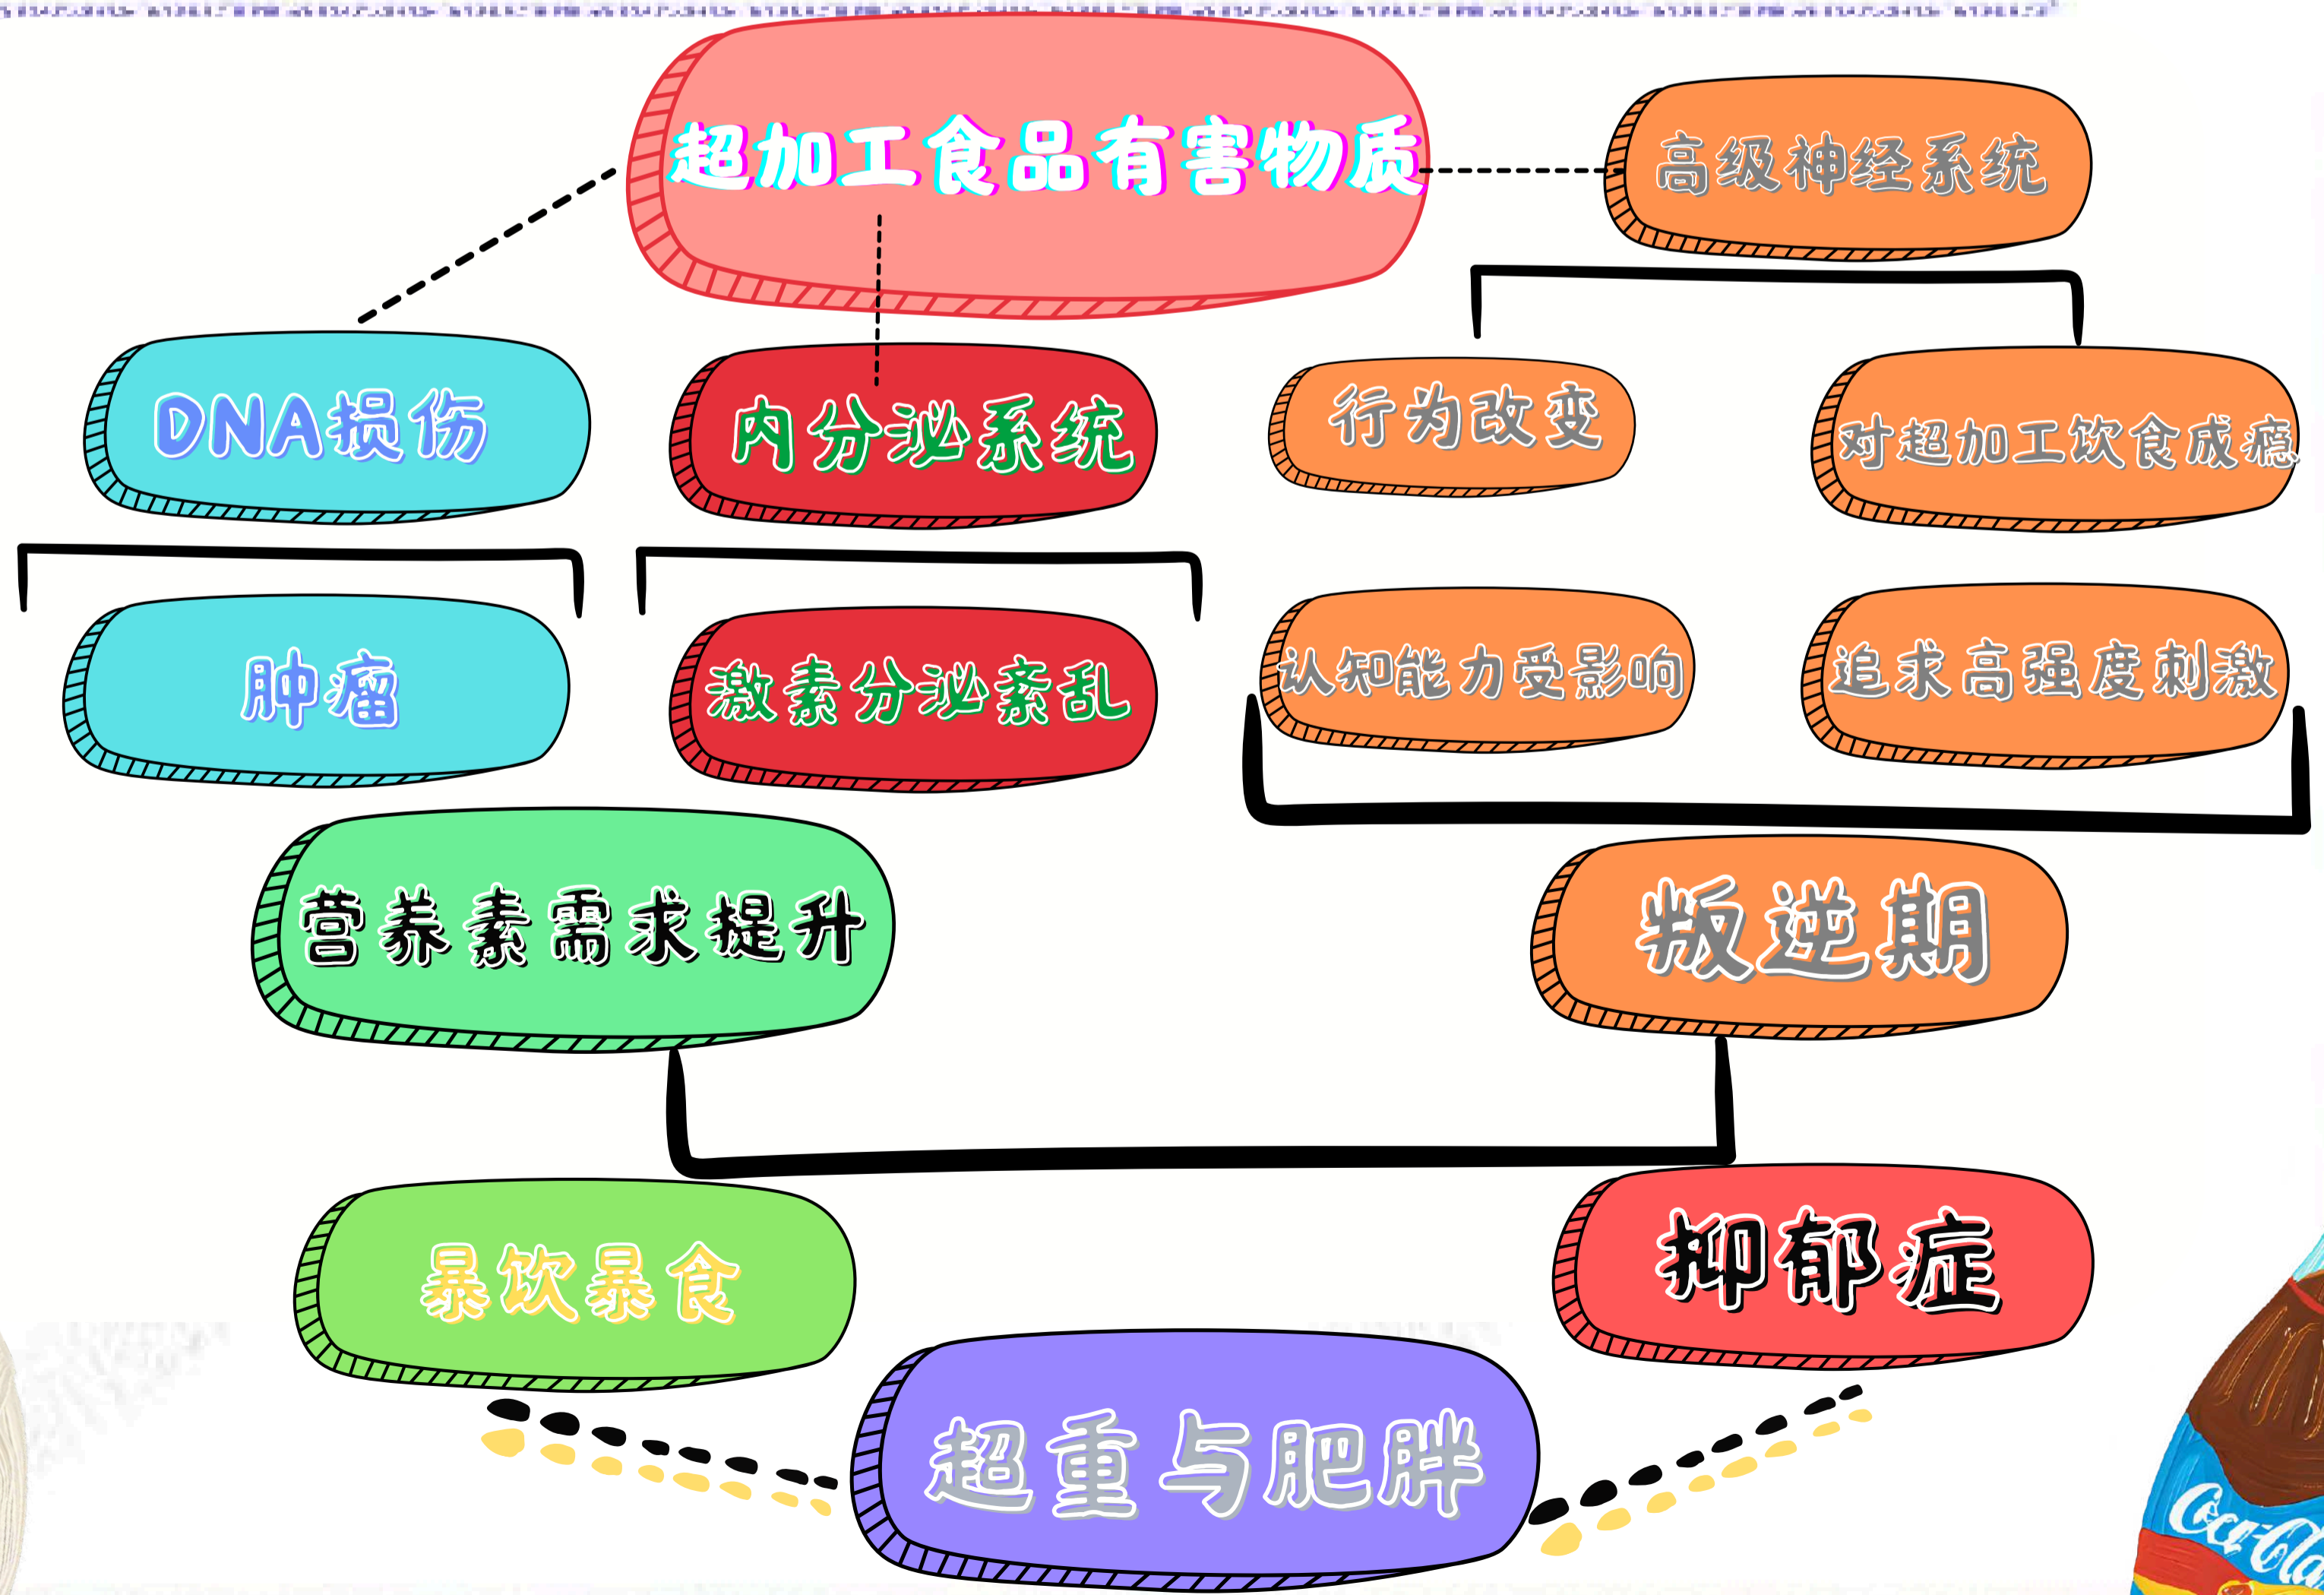 超加工食品有害物质
高级神经系统
DNA损伤
内分泌系统
行为改变
对超加工饮食成瘾
肿瘤
激素分泌紊乱
认知能力受影响
追求高强度刺激
营养素需求提升
叛逆期
暴饮暴食
抑郁症
超重与肥胖